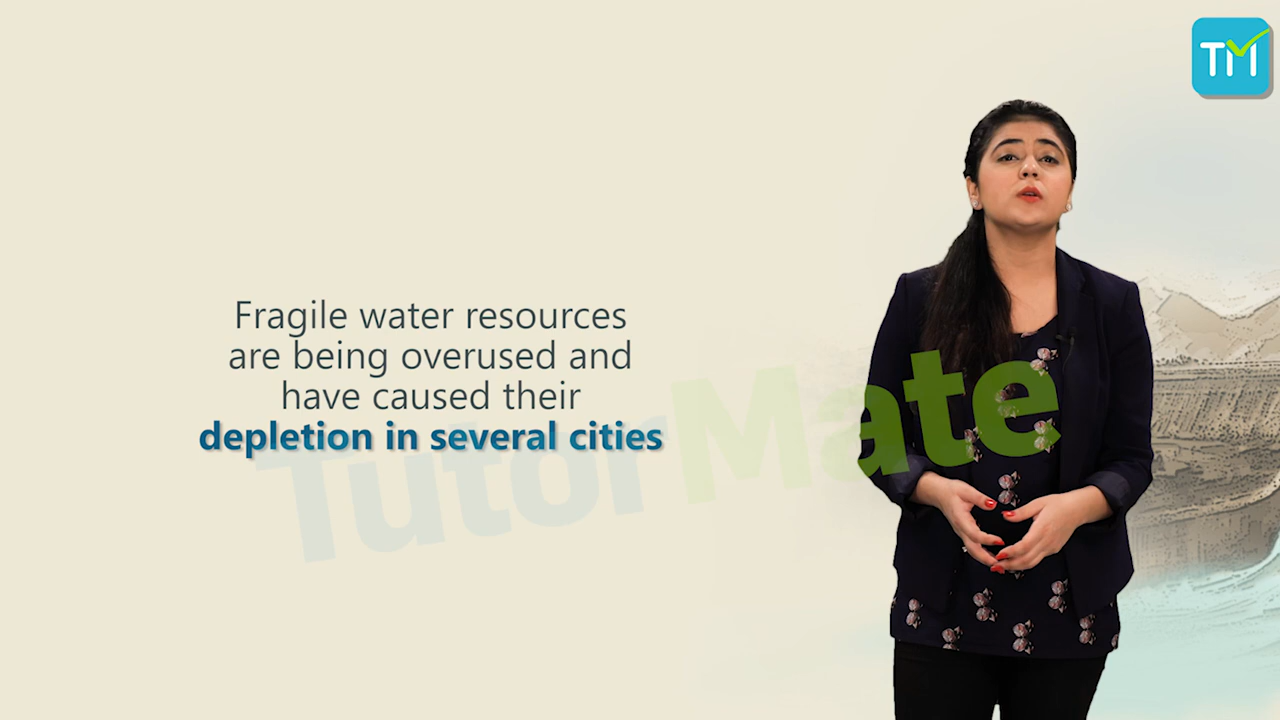 TM
Fragile water resources
are being overused and
have caused their
depletion in several cities
TutorMate